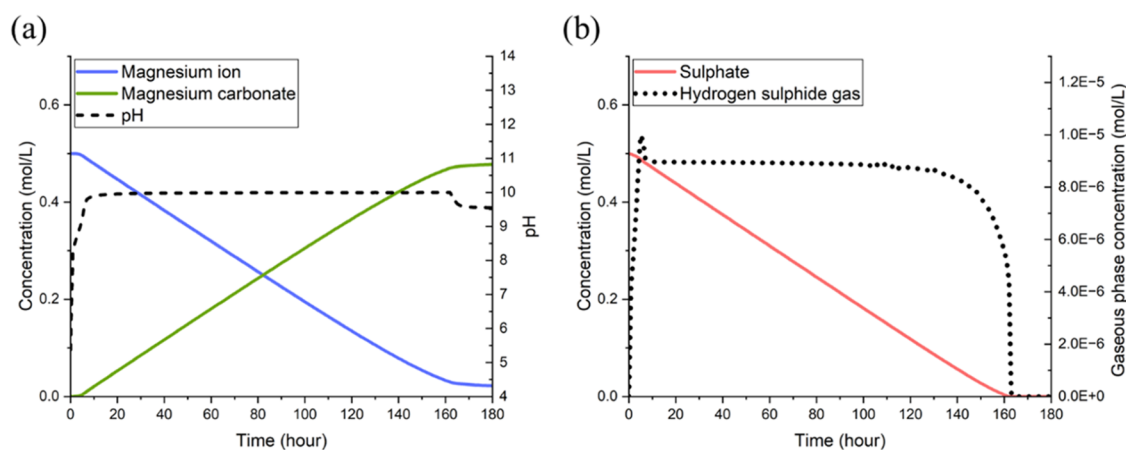 (a)
Magnesium ion
Magnesium carbonate
pH
Concentration (mol/L)
0.6
0.4
0.2
0.0
14
13
12
11
10
9
8
7
6
5
4
pH
0 20 40 60 80 100 120 140 160 180
Time (hour)
(b)
Sulphate
Hydrogen sulphide gas
Concentration (mol/L)
0.6
0.4
0.2
0.0
1.2E-5
1.0E-5
8.0E-6
6.0E-6
4.0E-6
2.0E-6
0.0E+0
Gaseous phase concentration (mol/L)
0 20 40 60 80 100 120 140 160 180
Time (hour)